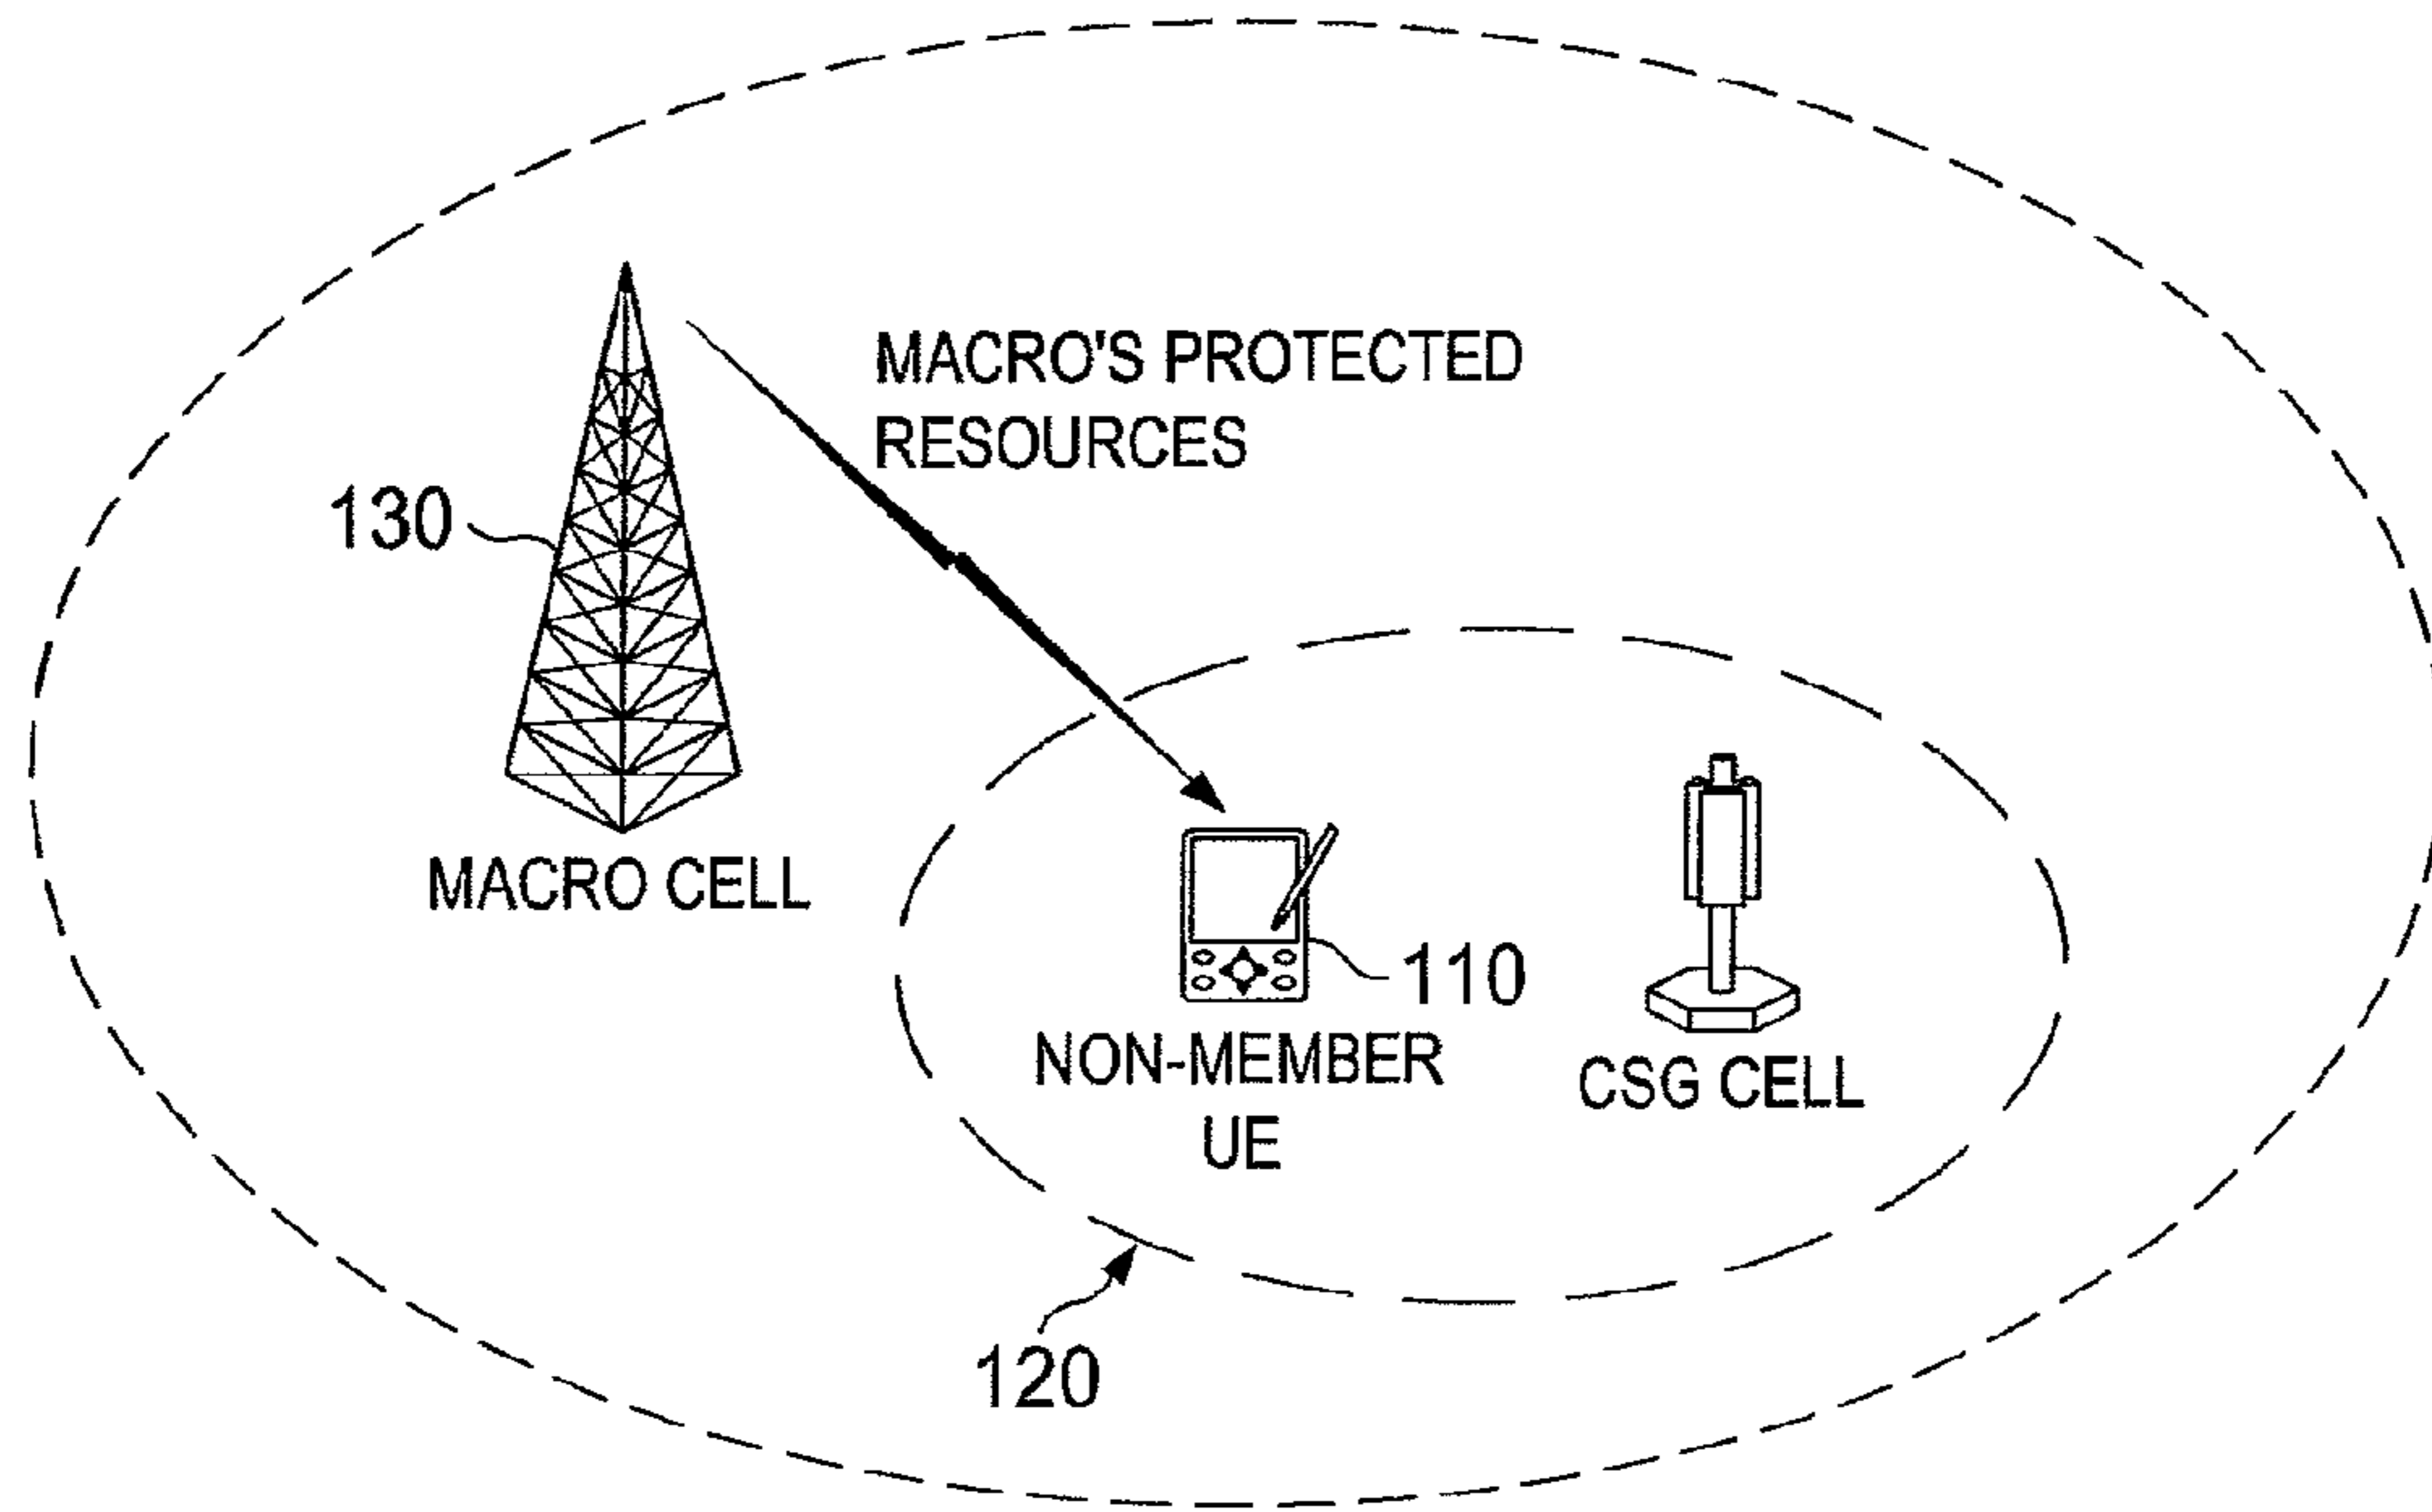 MACRO'S PROTECTED
RESOURCES
130
MACRO CELL
110
NON-MEMBER
UE
CSG CELL
120